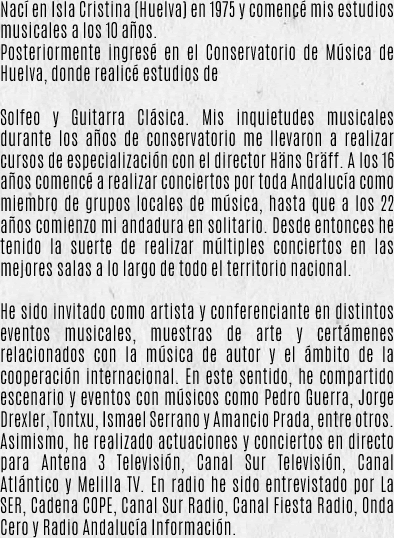 Nací en Isla Cristina (Huelva) en 1975 y comencé mis estudios
musicales a los 10 años.
Posteriormente ingresé en el Conservatorio de Música de
Huelva, donde realicé estudios de
Solfeo y Guitarra Clásica. Mis inquietudes musicales
durante los años de conservatorio me llevaron a realizar
cursos de especialización con el director Häns Gräff. A los 16
años comencé a realizar conciertos por toda Andalucía como
miembro de grupos locales de música, hasta que a los 22
años comienzo mi andadura en solitario. Desde entonces he
tenido la suerte de realizar múltiples conciertos en las
mejores salas a lo largo de todo el territorio nacional.
He sido invitado como artista y conferenciante en distintos
eventos musicales, muestras de arte y certámenes
relacionados con la música de autor y el ámbito de la
cooperación internacional. En este sentido, he compartido
escenario y eventos con músicos como Pedro Guerra, Jorge
Drexler, Tontxu, Ismael Serrano y Amancio Prada, entre otros.
Asimismo, he realizado actuaciones y conciertos en directo
para Antena 3 Televisión, Canal Sur Televisión, Canal
Atlántico y Melilla TV. En radio he sido entrevistado por La
SER, Cadena COPE, Canal Sur Radio, Canal Fiesta Radio, Onda
Cero y Radio Andalucía Información.